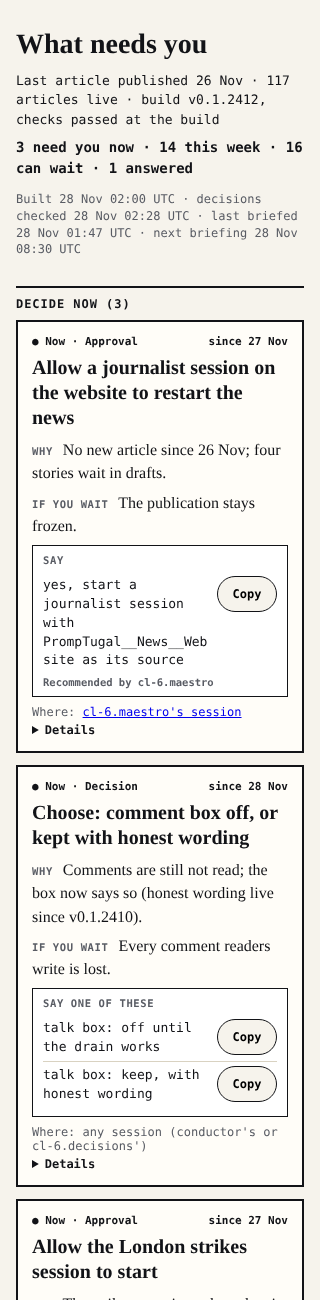 What needs you
Last article published 26 Nov · 117
articles live · build v0.1.2412,
checks passed at the build
3 need you now · 14 this week · 16
can wait · 1 answered
Built 28 Nov 02:00 UTC · decisions
checked 28 Nov 02:28 UTC · last briefed
28 Nov 01:47 UTC · next briefing 28 Nov
08:30 UTC
DECIDE NOW (3)
● Now · Approval since 27 Nov
Allow a journalist session on
the website to restart the
news
WHY No new article since 26 Nov; four
stories wait in drafts.
IF YOU WAIT The publication stays
frozen.
SAY
yes, start a
journalist session
with
PrompTugal__News__Web
site as its source
Copy
Recommended by cl-6.maestro
Where: cl-6.maestro's session
▶ Details
● Now · Decision since 28 Nov
Choose: comment box off, or
kept with honest wording
WHY Comments are still not read; the
box now says so (honest wording live
since v0.1.2410).
IF YOU WAIT Every comment readers
write is lost.
SAY ONE OF THESE
talk box: off until
the drain works
Copy
talk box: keep, with
honest wording
Copy
Where: any session (conductor's or
cl-6.decisions')
▶ Details
● Now · Approval since 27 Nov
Allow the London strikes
session to start